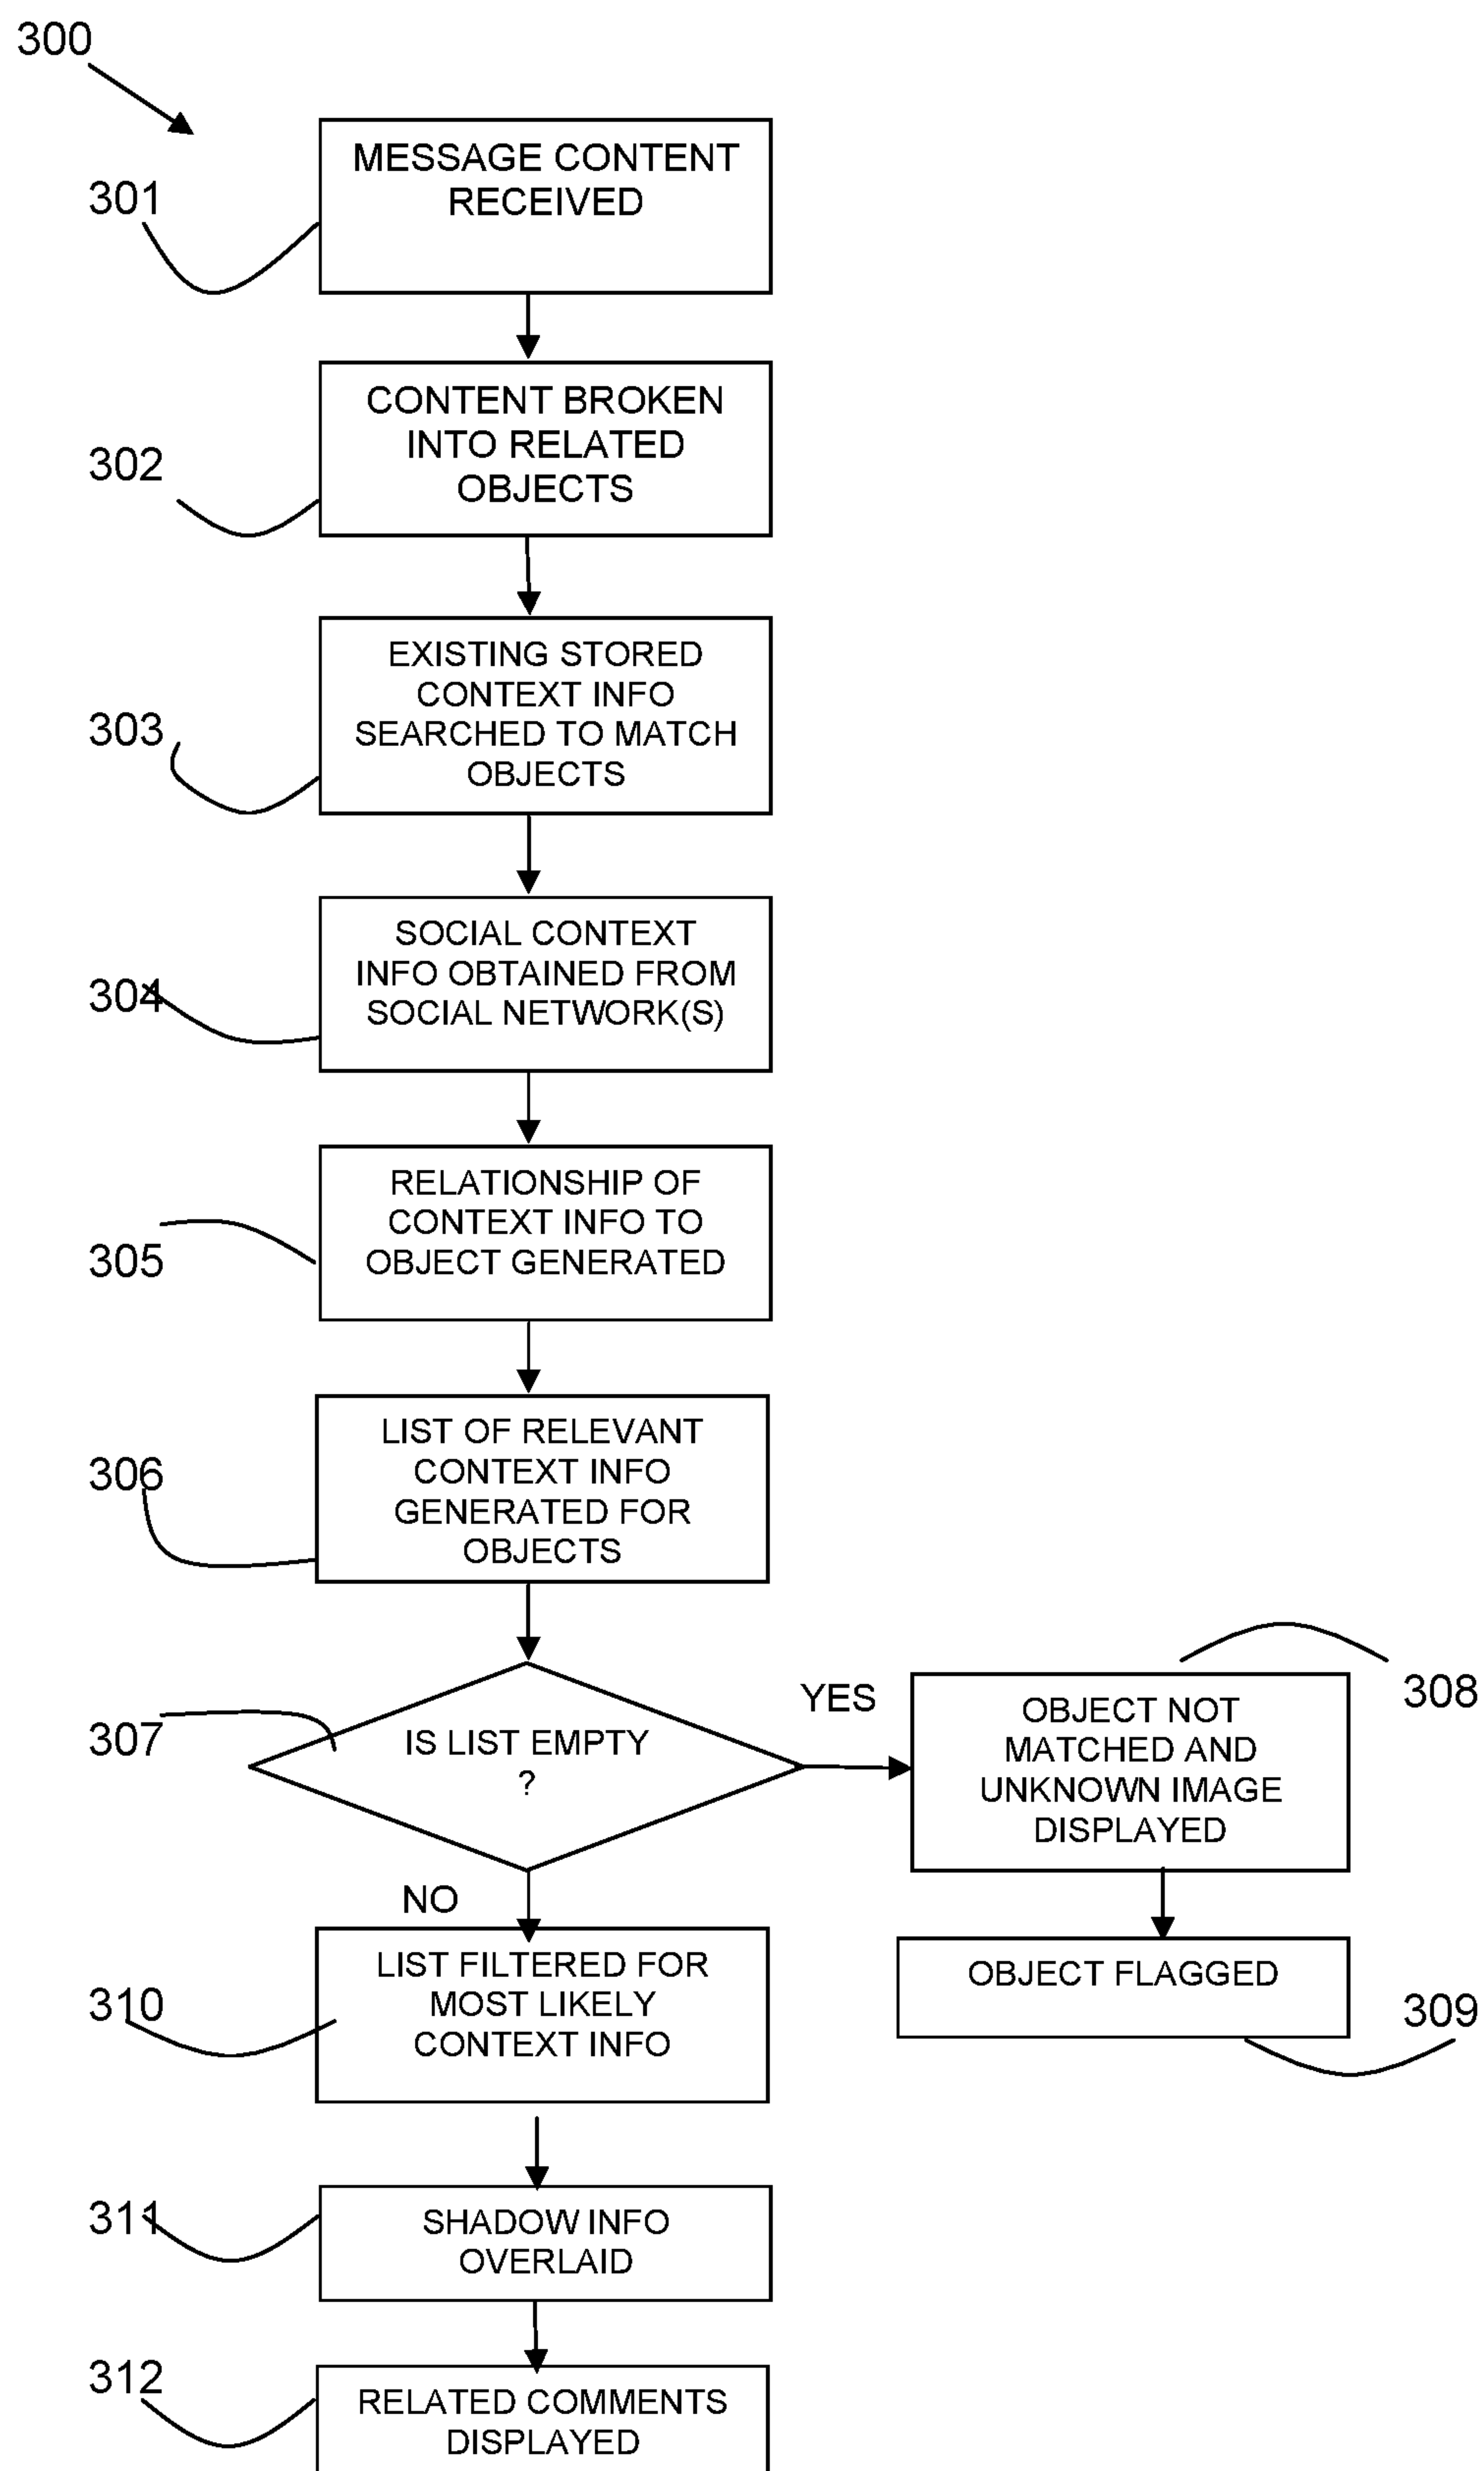 300
301
MESSAGE CONTENT
RECEIVED
302
CONTENT BROKEN
INTO RELATED
OBJECTS
303
EXISTING STORED
CONTEXT INFO
SEARCHED TO MATCH
OBJECTS
304
SOCIAL CONTEXT
INFO OBTAINED FROM
SOCIAL NETWORK(S)
305
RELATIONSHIP OF
CONTEXT INFO TO
OBJECT GENERATED
306
LIST OF RELEVANT
CONTEXT INFO
GENERATED FOR
OBJECTS
307
IS LIST EMPTY
?
YES
308
OBJECT NOT
MATCHED AND
UNKNOWN IMAGE
DISPLAYED
NO
OBJECT FLAGGED
309
310
LIST FILTERED FOR
MOST LIKELY
CONTEXT INFO
311
SHADOW INFO
OVERLAID
312
RELATED COMMENTS
DISPLAYED